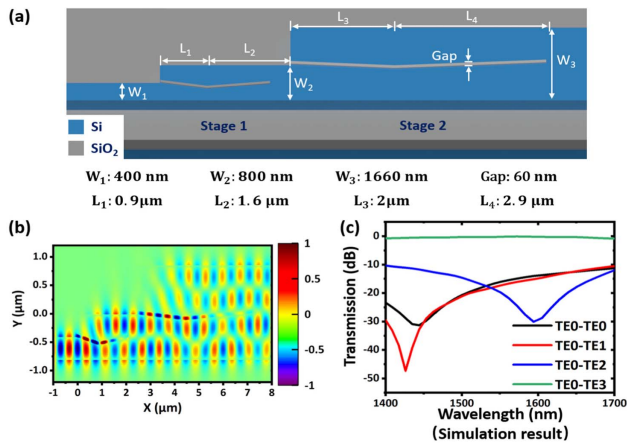 (a)
L₁
L₂
L₃
L₄
Gap
W₁
W₂
W₃
Si
SiO₂
Stage 1
Stage 2
W₁: 400 nm W₂: 800 nm W₃: 1660 nm Gap: 60 nm
L₁: 0.9μm L₂: 1.6 μm L₃: 2μm L₄: 2.9 μm
(b)
1.0
0.5
0.0
-0.5
-1.0
Y (μm)
-1 0 1 2 3 4 5 6 7 8
X (μm)
1
0.5
0
-0.5
-1
(c)
0
-10
-20
-30
-40
-50
Transmission (dB)
TE0-TE0
TE0-TE1
TE0-TE2
TE0-TE3
1400 1500 1600 1700
Wavelength (nm)
(Simulation result)